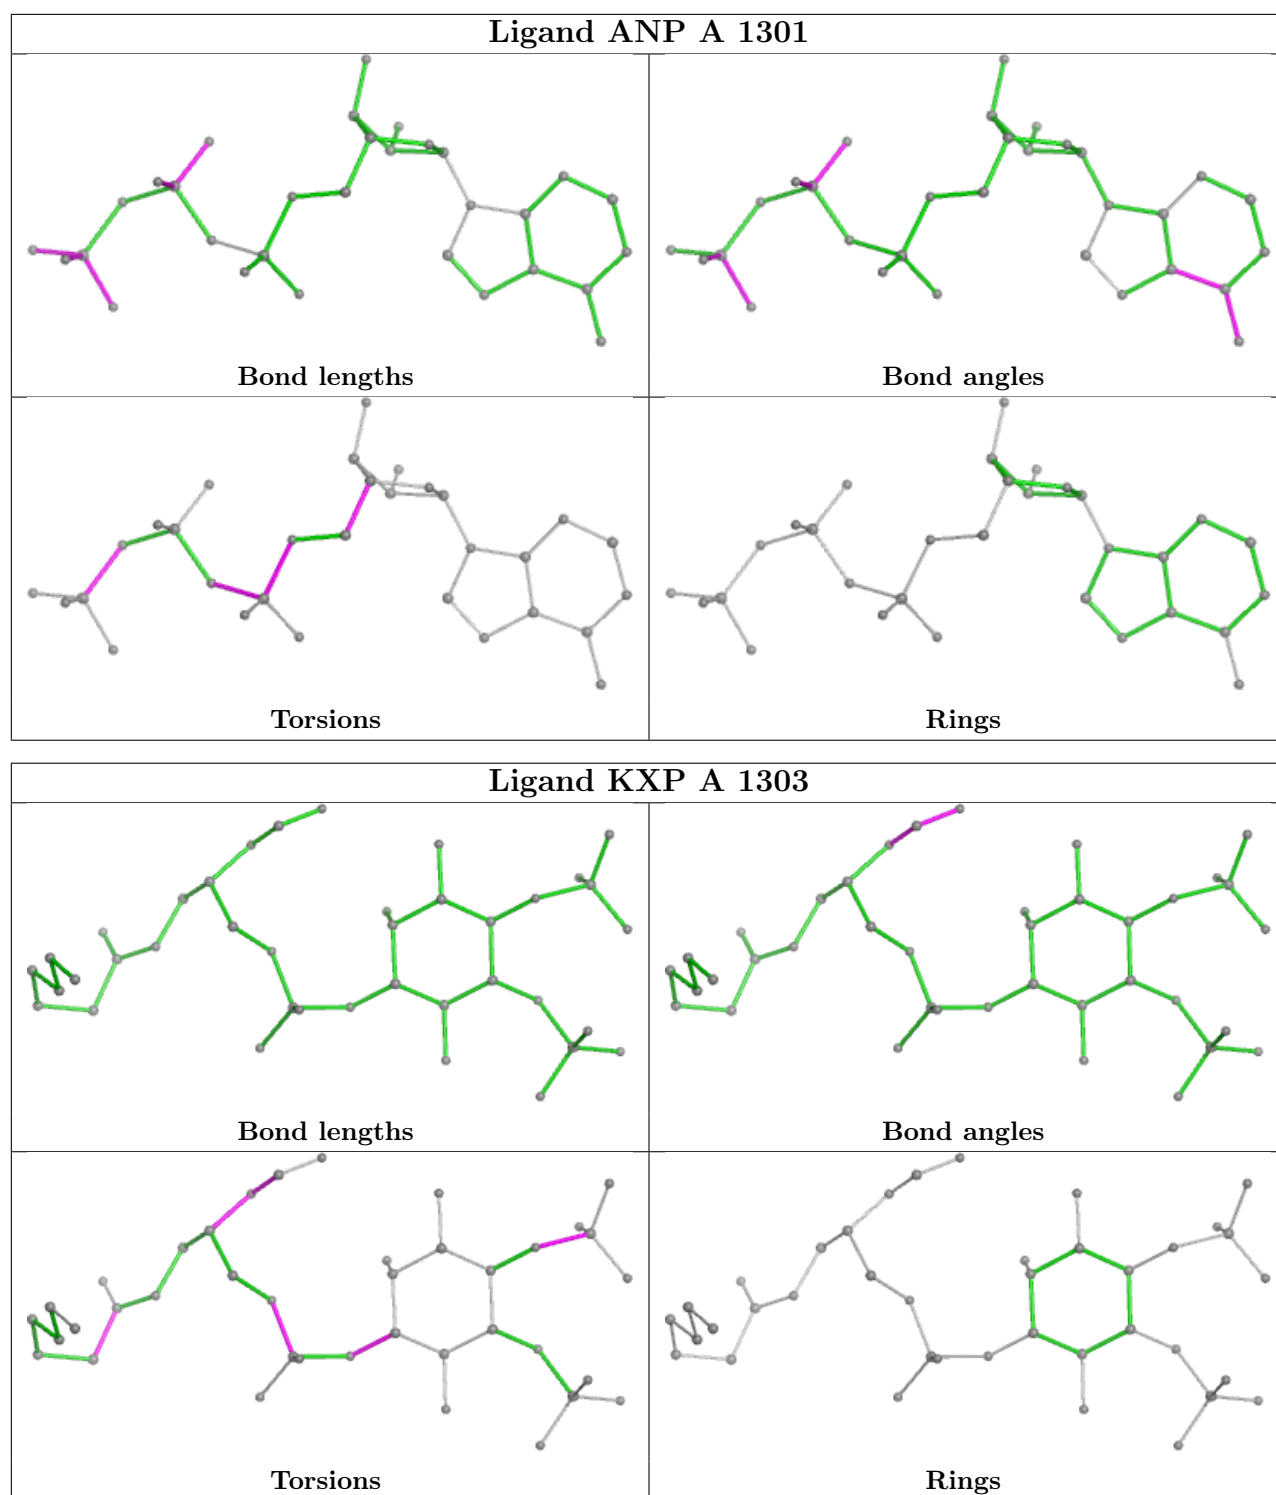 Ligand ANP A 1301
Bond lengths
Bond angles
Torsions
Rings
Ligand KXP A 1303
Bond lengths
Bond angles
Torsions
Rings